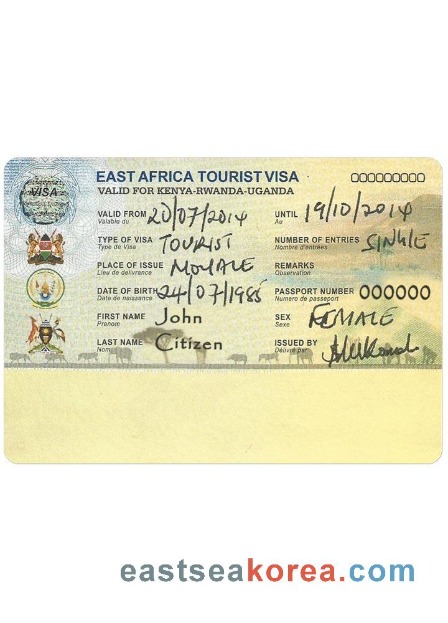 VISA
EAST AFRICA TOURIST VISA 000000000
VALID FOR KENYA-RWANDA-UGANDA
VALID FROM 20/07/2014 UNTIL 19/10/2014
Valable du Au
TYPE OF VISA TOURIST NUMBER OF ENTRIES SINGLE
Type de Visa Nombre d'entrées
PLACE OF ISSUE MOYALE REMARKS
Lieu de delivrance Observation
DATE OF BIRTH 24/07/1985 PASSPORT NUMBER 000000
Date de naissance Numero de passeport
FIRST NAME John SEX FEMALE
Prenom Sexe
LAST NAME Citizen ISSUED BY
Nom Delivré par
eastseakorea.com